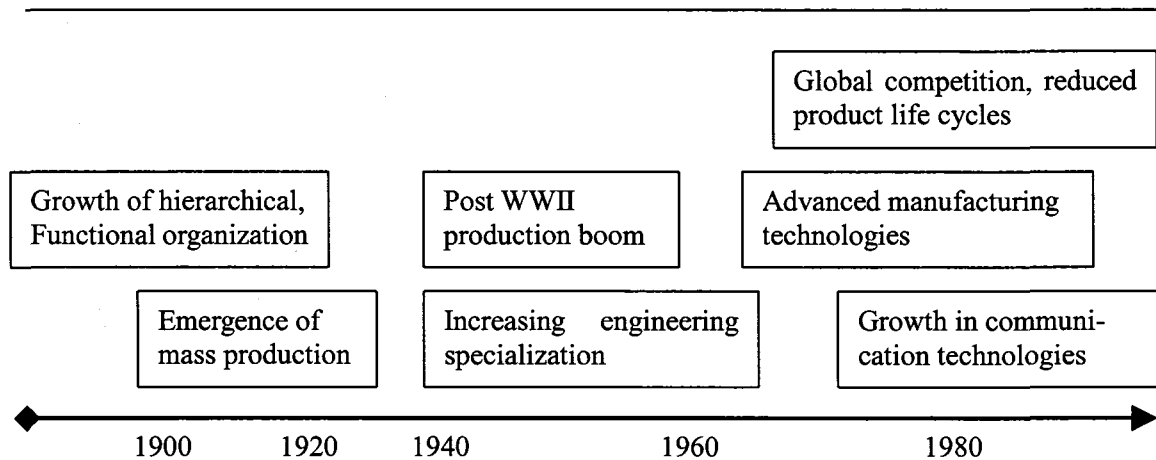 Global competition, reduced
product life cycles
Growth of hierarchical,
Functional organization
Post WWII
production boom
Advanced manufacturing
technologies
Emergence of
mass production
Increasing engineering
specialization
Growth in communi-
cation technologies
1900 1920 1940 1960 1980